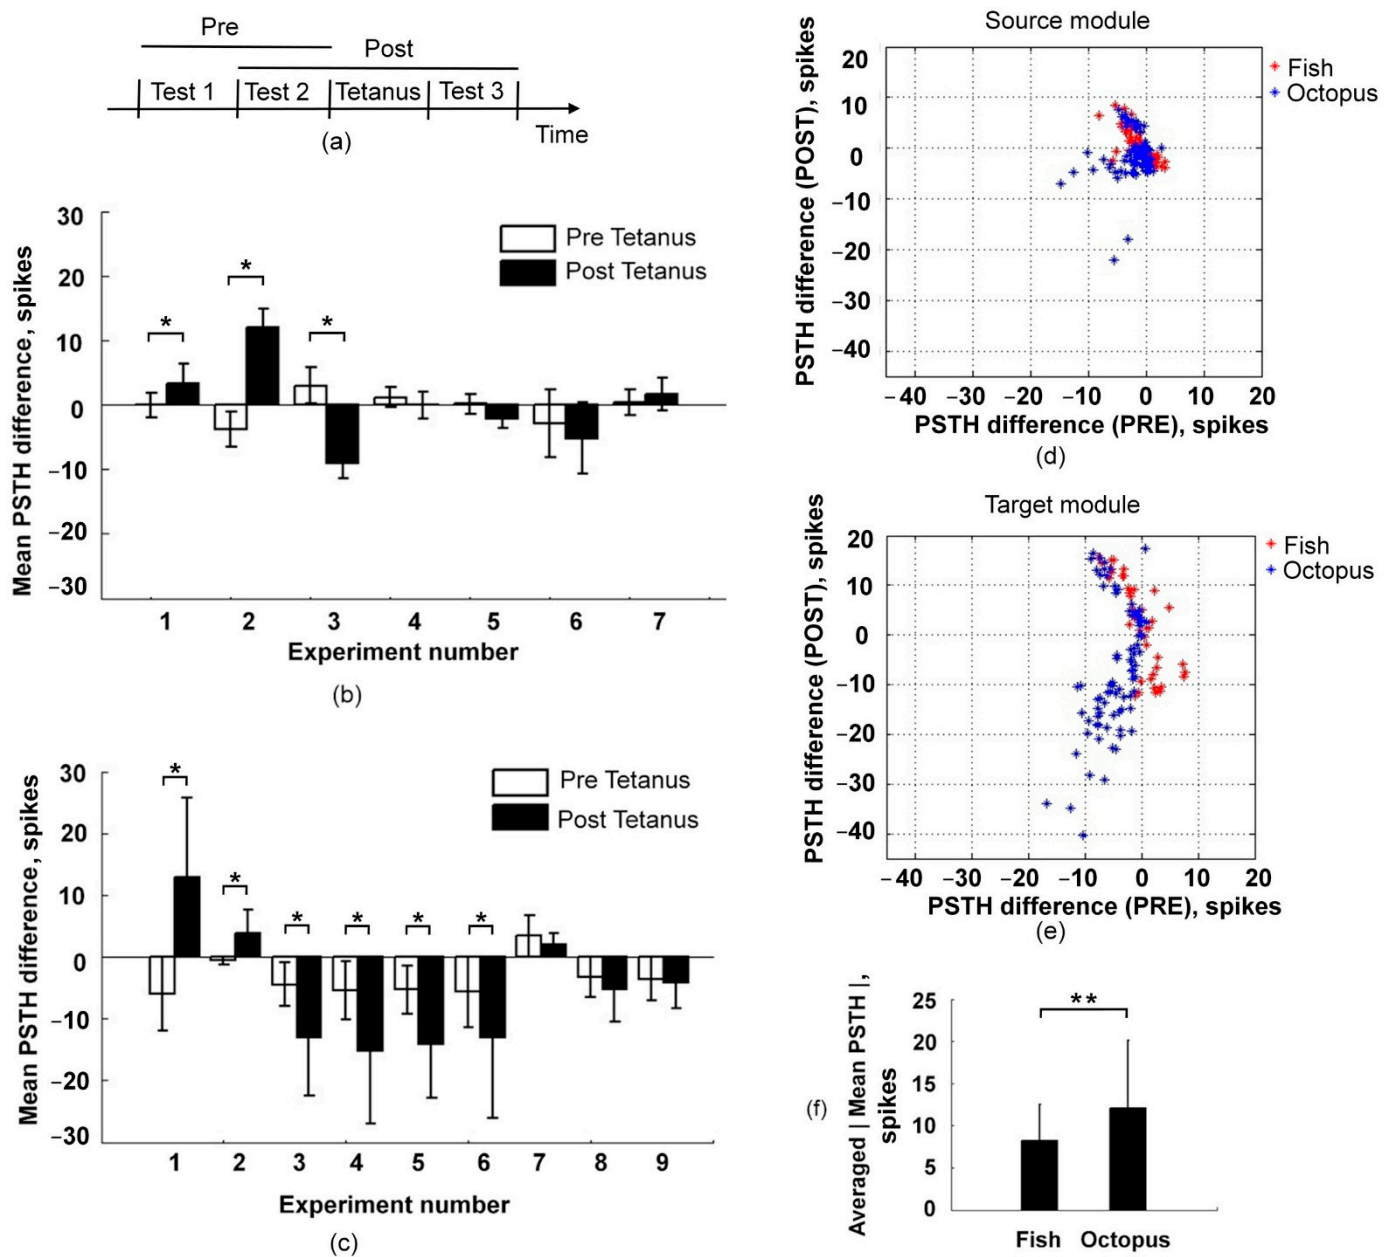 Pre
Post
Test 1 Test 2 Tetanus Test 3
Time
(a)
Mean PSTH difference, spikes
30
20
10
0
−10
−20
−30
Pre Tetanus
Post Tetanus
*
*
*
1 2 3 4 5 6 7
Experiment number
(b)
Mean PSTH difference, spikes
30
20
10
0
−10
−20
−30
Pre Tetanus
Post Tetanus
*
*
*
*
*
*
1 2 3 4 5 6 7 8 9
Experiment number
(c)
Source module
PSTH difference (POST), spikes
20
10
0
−10
−20
−30
−40
Fish
Octopus
−40 −30 −20 −10 0 10 20
PSTH difference (PRE), spikes
(d)
Target module
PSTH difference (POST), spikes
20
10
0
−10
−20
−30
−40
Fish
Octopus
−40 −30 −20 −10 0 10 20
PSTH difference (PRE), spikes
(e)
Averaged | Mean PSTH |,
spikes
25
20
15
10
5
0
**
Fish Octopus
(f)